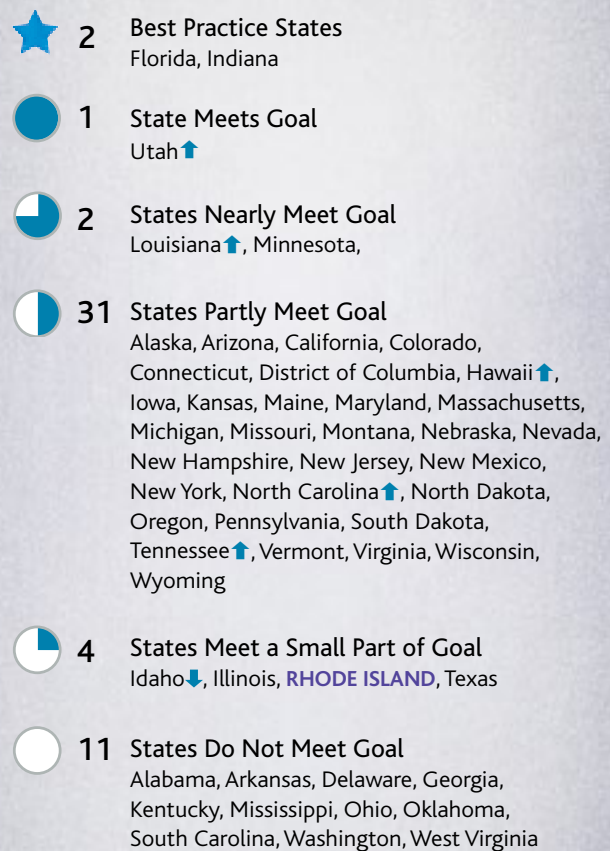 2 Best Practice States
Florida, Indiana
1 State Meets Goal
Utah⬆
2 States Nearly Meet Goal
Louisiana⬆, Minnesota,
31 States Partly Meet Goal
Alaska, Arizona, California, Colorado,
Connecticut, District of Columbia, Hawaii⬆,
Iowa, Kansas, Maine, Maryland, Massachusetts,
Michigan, Missouri, Montana, Nebraska, Nevada,
New Hampshire, New Jersey, New Mexico,
New York, North Carolina⬆, North Dakota,
Oregon, Pennsylvania, South Dakota,
Tennessee⬆, Vermont, Virginia, Wisconsin,
Wyoming
4 States Meet a Small Part of Goal
Idaho⬇, Illinois, RHODE ISLAND, Texas
11 States Do Not Meet Goal
Alabama, Arkansas, Delaware, Georgia,
Kentucky, Mississippi, Ohio, Oklahoma,
South Carolina, Washington, West Virginia